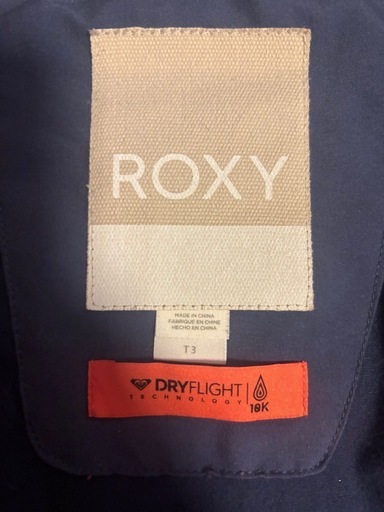 ROXY
MADE IN CHINA
FABRIQUÉ EN CHINE
HECHO EN CHINA
T3
DRYFLIGHT
TECHNOLOGY
10K